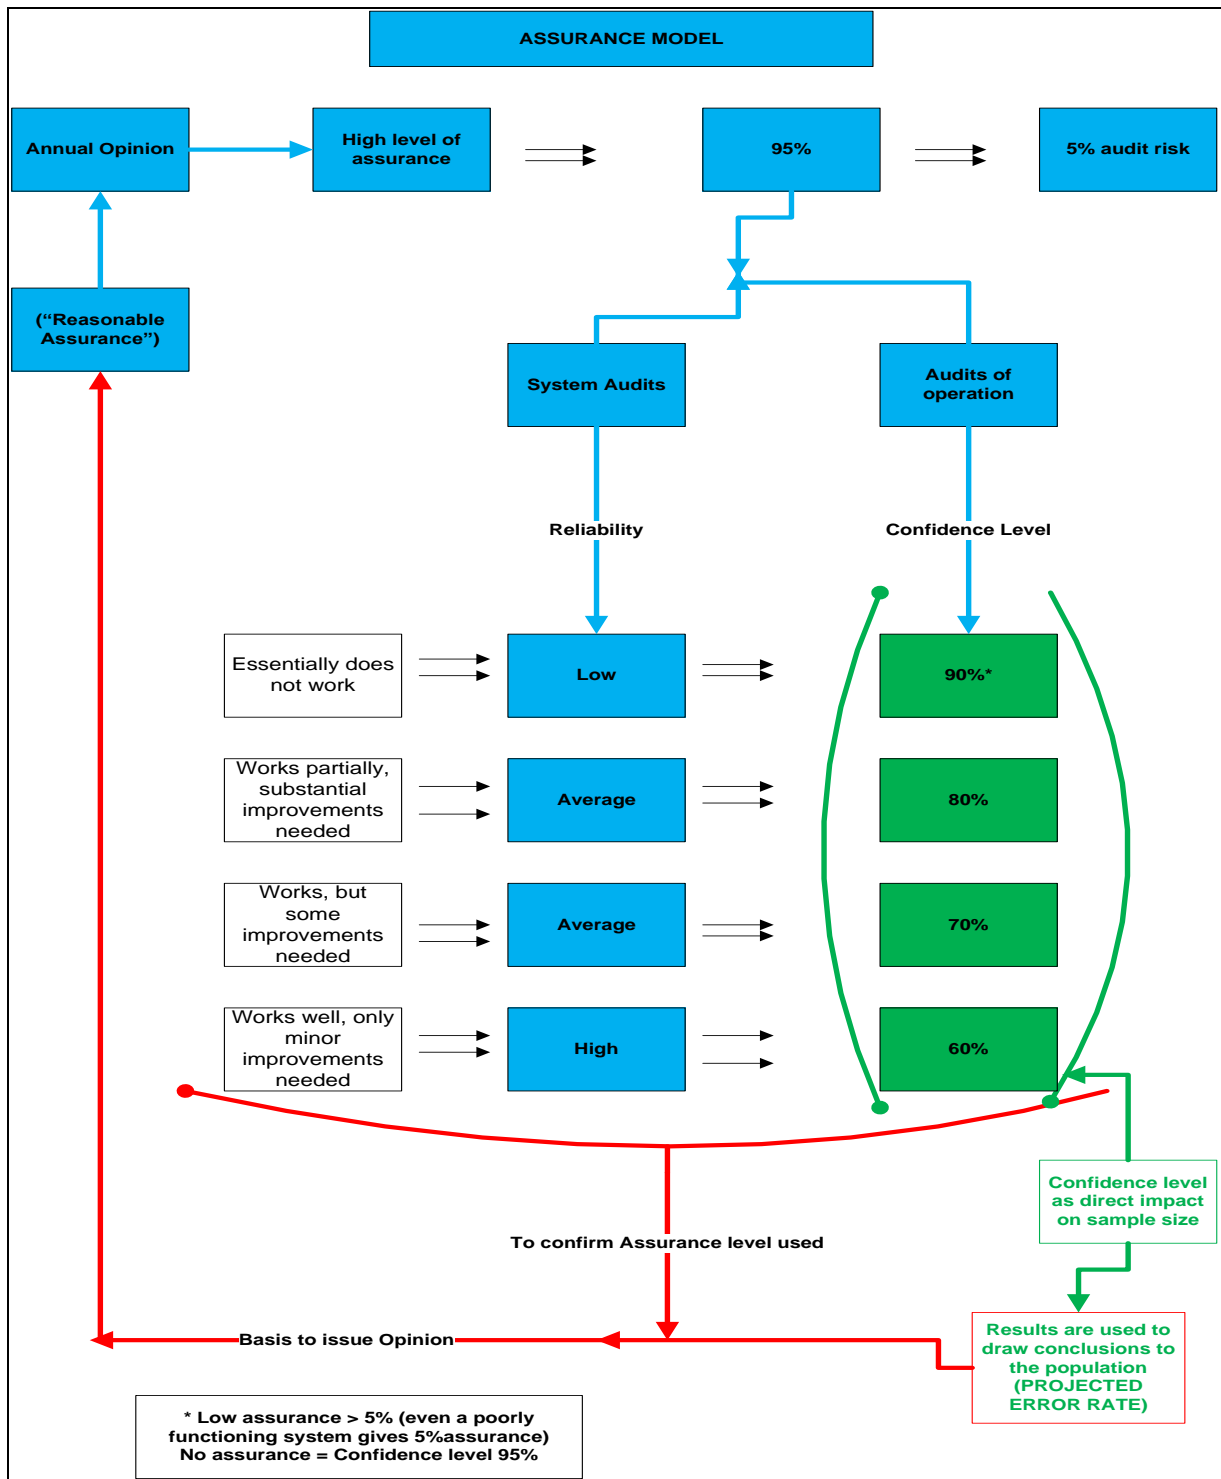 ASSURANCE MODEL
Annual Opinion
High level of
assurance
95%
5% audit risk
(“Reasonable
Assurance”)
System Audits
Audits of
operation
Reliability
Confidence Level
Essentially does
not work
Low
90%*
Works partially,
substantial
improvements
needed
Average
80%
Works, but
some
improvements
needed
Average
70%
Works well, only
minor
improvements
needed
High
60%
Confidence level
as direct impact
on sample size
To confirm Assurance level used
Basis to issue Opinion
Results are used to
draw conclusions to
the population
(PROJECTED
ERROR RATE)
* Low assurance > 5% (even a poorly
functioning system gives 5%assurance)
No assurance = Confidence level 95%